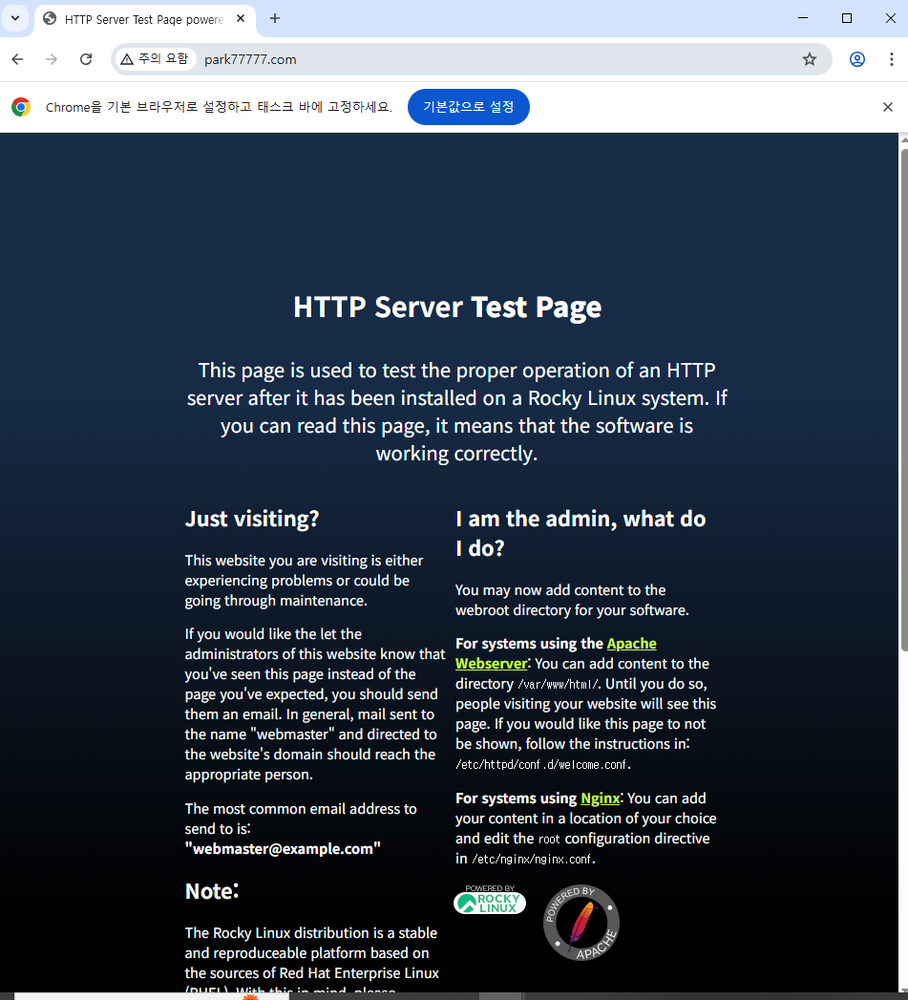 HTTP Server Test Page powere
주의 요함
park77777.com
Chrome을 기본 브라우저로 설정하고 태스크 바에 고정하세요.
기본값으로 설정
HTTP Server Test Page
This page is used to test the proper operation of an HTTP
server after it has been installed on a Rocky Linux system. If
you can read this page, it means that the software is
working correctly.
Just visiting?
This website you are visiting is either
experiencing problems or could be
going through maintenance.
If you would like the let the
administrators of this website know that
you've seen this page instead of the
page you've expected, you should send
them an email. In general, mail sent to
the name "webmaster" and directed to
the website's domain should reach the
appropriate person.
The most common email address to
send to is:
"webmaster@example.com"
Note:
The Rocky Linux distribution is a stable
and reproduceable platform based on
the sources of Red Hat Enterprise Linux
(RHEL). With this in mind, please
I am the admin, what do
I do?
You may now add content to the
webroot directory for your software.
For systems using the Apache
Webserver: You can add content to the
directory /var/www/html/. Until you do so,
people visiting your website will see this
page. If you would like this page to not
be shown, follow the instructions in:
/etc/httpd/conf.d/welcome.conf.
For systems using Nginx: You can add
your content in a location of your choice
and edit the root configuration directive
in /etc/nginx/nginx.conf.
POWERED BY
ROCKY
LINUX
POWERED BY
APACHE